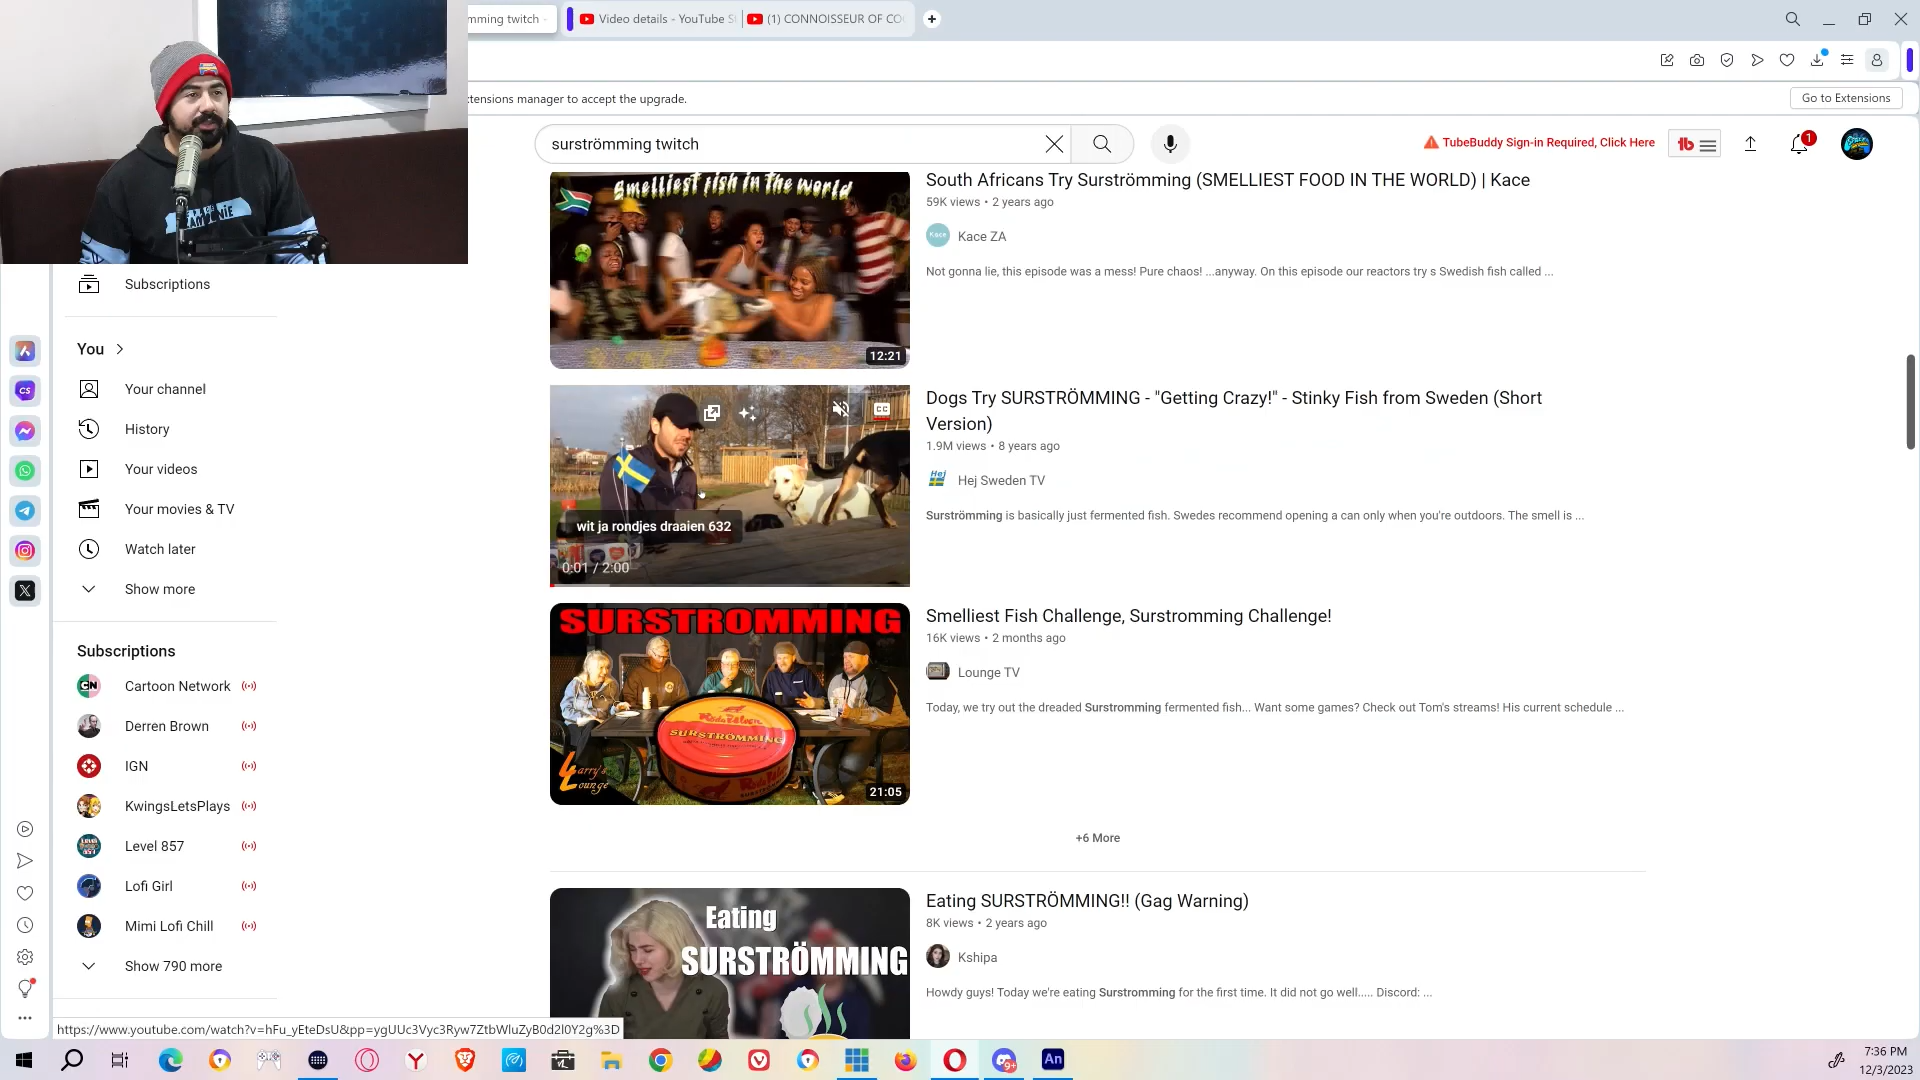 mming twitch
Video details - YouTube S
(1) CONNOISSEUR OF CO
xtensions manager to accept the upgrade.
Go to Extensions
surströmming twitch
TubeBuddy Sign-in Required, Click Here
1
Subscriptions
You
Your channel
History
Your videos
Your movies & TV
Watch later
Show more
Subscriptions
Cartoon Network
Derren Brown
IGN
KwingsLetsPlays
Level 857
Lofi Girl
Mimi Lofi Chill
Show 790 more
Smelliest fish in the world
12:21
South Africans Try Surströmming (SMELLIEST FOOD IN THE WORLD) | Kace
59K views • 2 years ago
Kace ZA
Not gonna lie, this episode was a mess! Pure chaos! ...anyway. On this episode our reactors try s Swedish fish called ...
wit ja rondjes draaien 632
0:01 / 2:00
Dogs Try SURSTRÖMMING - "Getting Crazy!" - Stinky Fish from Sweden (Short
Version)
1.9M views • 8 years ago
Hej Sweden TV
Surströmming is basically just fermented fish. Swedes recommend opening a can only when you're outdoors. The smell is ...
SURSTROMMING
SURSTRÖMMING
Larry's
Lounge
21:05
Smelliest Fish Challenge, Surstromming Challenge!
16K views • 2 months ago
Lounge TV
Today, we try out the dreaded Surstromming fermented fish... Want some games? Check out Tom's streams! His current schedule ...
+6 More
Eating
SURSTRÖMMING
Eating SURSTRÖMMING!! (Gag Warning)
8K views • 2 years ago
Kshipa
Howdy guys! Today we're eating Surstromming for the first time. It did not go well..... Discord: ...
https://www.youtube.com/watch?v=hFu_yEteDsU&pp=ygUUc3Vyc3Ryw7ZtbWluZyB0d2l0Y2g%3D
7:36 PM
12/3/2023